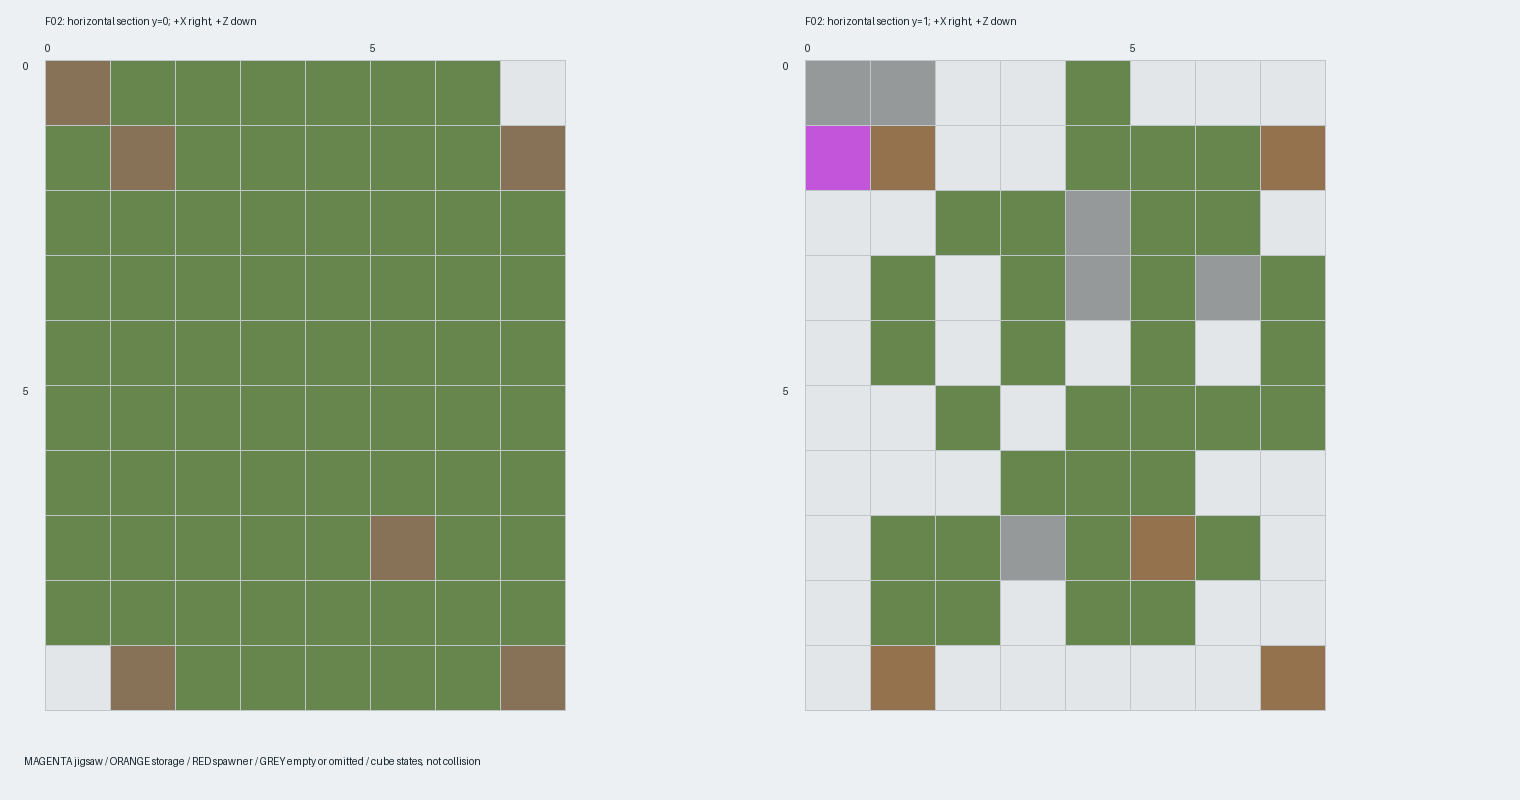 F02: horizontal section y=0; +X right, +Z down
F02: horizontal section y=1; +X right, +Z down
0 5
0 5
0
0
5
5
MAGENTA jigsaw / ORANGE storage / RED spawner / GREY empty or omitted / cube states, not collision